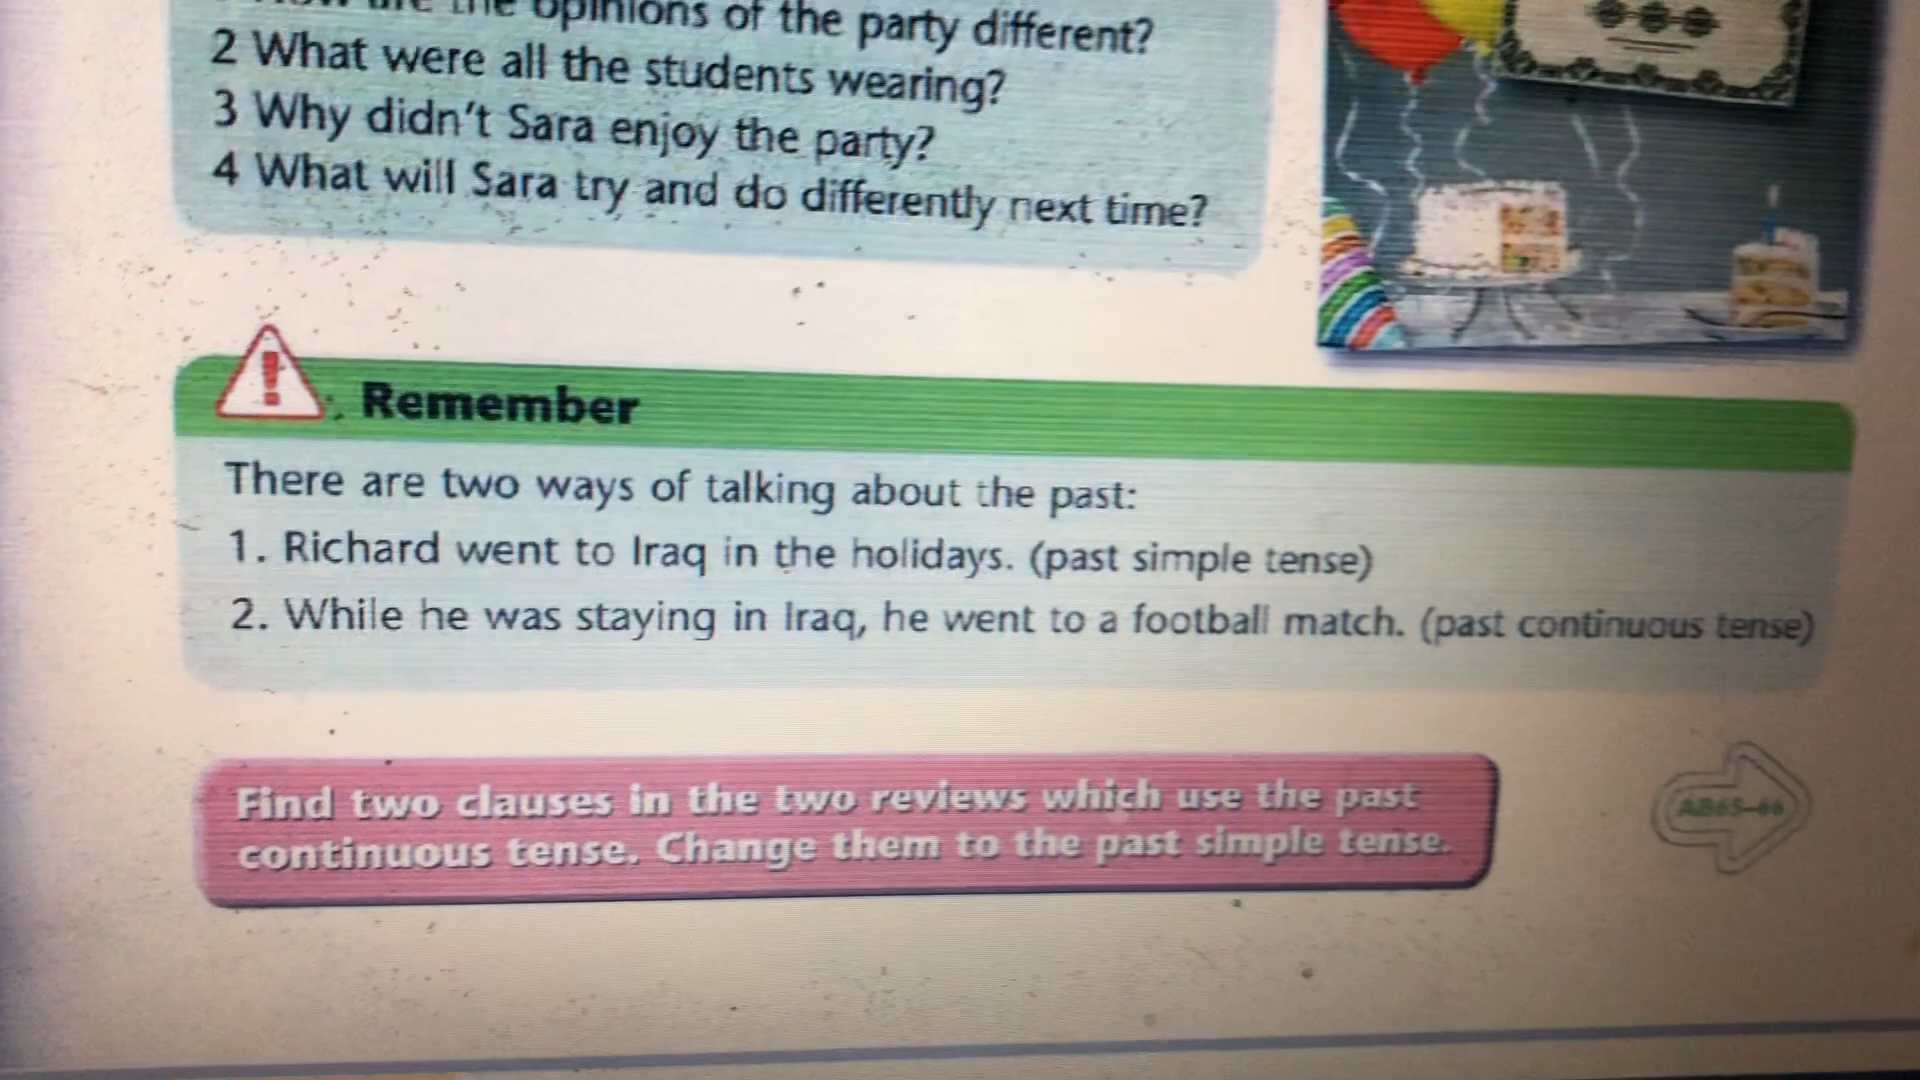 the opinions of the party different?
2 What were all the students wearing?
3 Why didn't Sara enjoy the party?
4 What will Sara try and do differently next time?
Remember
There are two ways of talking about the past:
1. Richard went to Iraq in the holidays. (past simple tense)
2. While he was staying in Iraq, he went to a football match. (past continuous tense)
Find two clauses in the two reviews which use the past
continuous tense. Change them to the past simple tense.